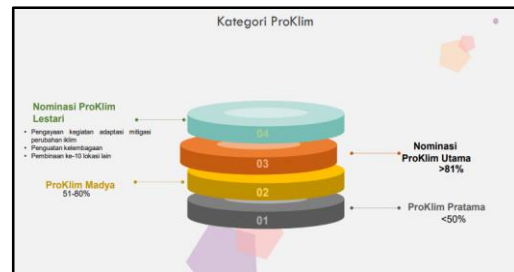 Kategori ProKlim
Nominasi ProKlim
Lestari
• Pengayaan kegiatan adaptasi mitigasi
perubahan iklim
• Penguatan kelembagaan
• Pembinaan ke-10 lokasi lain
04
03
Nominasi
ProKlim Utama
>81%
ProKlim Madya
51-80%
02
ProKlim Pratama
<50%
01